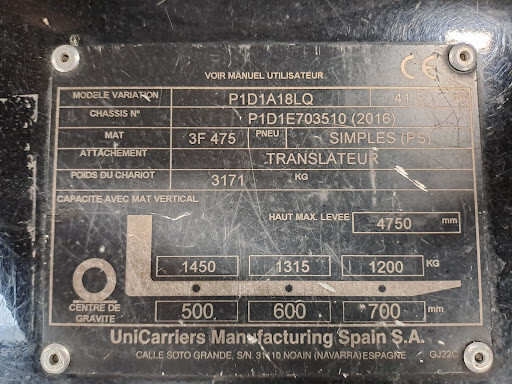 VOIR MANUEL UTILISATEUR CE
MODELE VARIATION P1D1A18LQ
CHASSIS Nº P1D1E703510 (2016)
MAT 3F 475 PNEU SIMPLES (PS)
ATTACHEMENT TRANSLATEUR
POIDS DU CHARIOT 3171 KG
CAPACITE AVEC MAT VERTICAL
HAUT MAX. LEVEE 4750 mm
1450 1315 1200 KG
CENTRE DE GRAVITE 500 600 700 mm
UniCarriers Manufacturing Spain S.A.
CALLE SOTO GRANDE, S/N. 31110 NOAIN (NAVARRA) ESPAGNE GJ22C